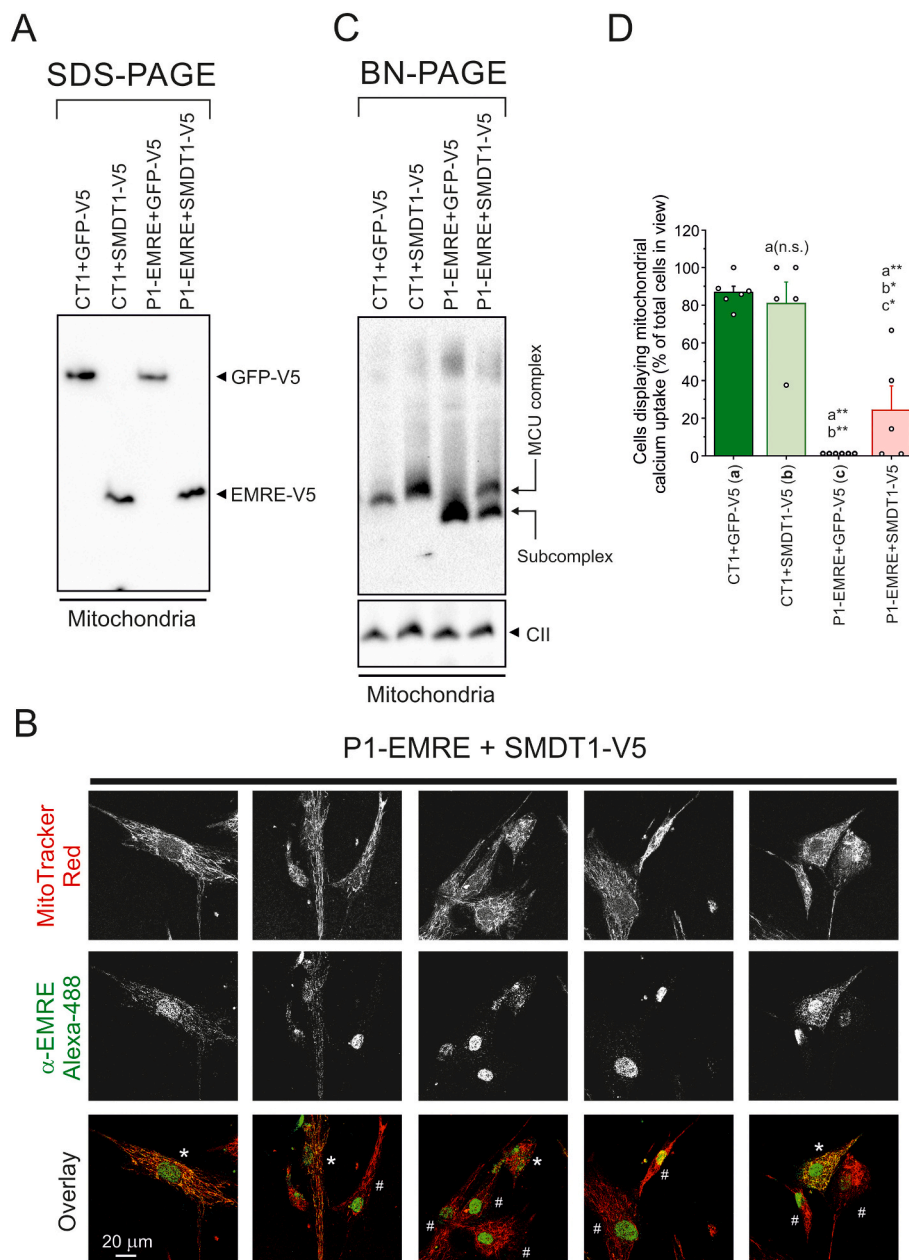 A
SDS-PAGE
CT1+GFP-V5
CT1+SMDT1-V5
P1-EMRE+GFP-V5
P1-EMRE+SMDT1-V5
GFP-V5
EMRE-V5
Mitochondria
C
BN-PAGE
CT1+GFP-V5
CT1+SMDT1-V5
P1-EMRE+GFP-V5
P1-EMRE+SMDT1-V5
MCU complex
Subcomplex
CII
Mitochondria
D
Cells displaying mitochondrial
calcium uptake (% of total cells in view)
120
100
80
60
40
20
0
a(n.s.)
a**
b**
a**
b*
c*
CT1+GFP-V5 (a)
CT1+SMDT1-V5 (b)
P1-EMRE+GFP-V5 (c)
P1-EMRE+SMDT1-V5
B
P1-EMRE + SMDT1-V5
MitoTracker
Red
α-EMRE
Alexa-488
Overlay
*
*
#
*
#
#
#
#
#
*
#
#
20 μm